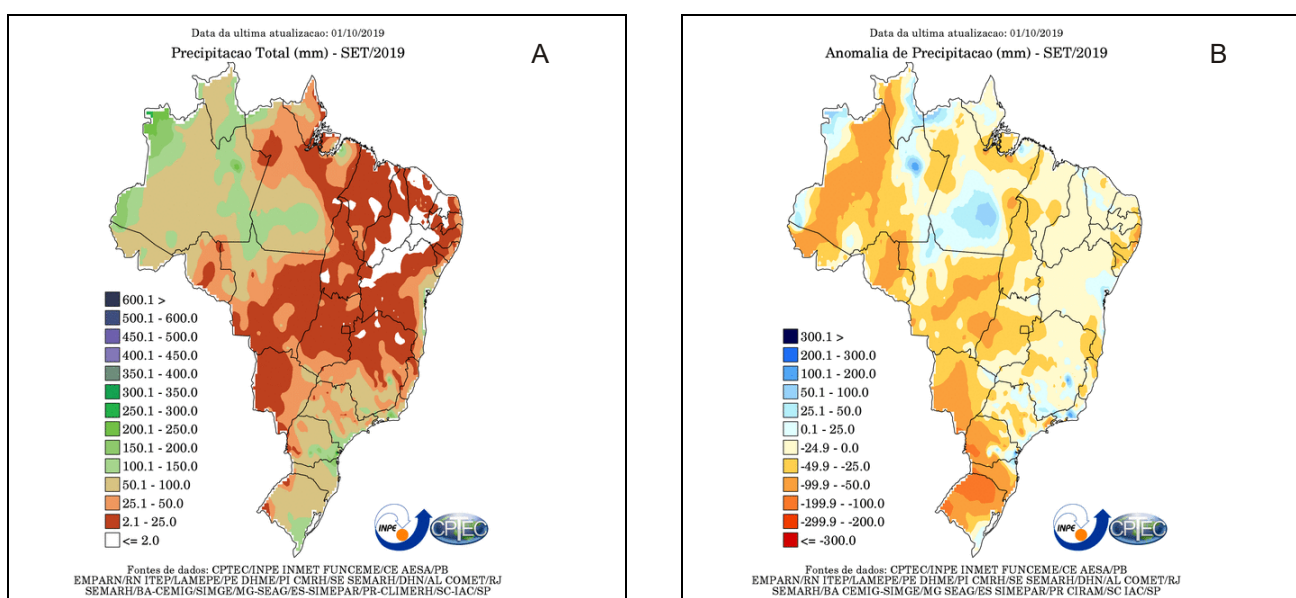 Data da ultima atualizacao: 01/10/2019
Precipitacao Total (mm) - SET/2019
A
600.1 >
500.1 - 600.0
450.1 - 500.0
400.1 - 450.0
350.1 - 400.0
300.1 - 350.0
250.1 - 300.0
200.1 - 250.0
150.1 - 200.0
100.1 - 150.0
50.1 - 100.0
25.1 - 50.0
2.1 - 25.0
<= 2.0
INPE
CPTEC
Fontes de dados: CPTEC/INPE INMET FUNCEME/CE AESA/PB
EMPARN/RN ITEP/LAMEPE/PE DHME/PI CMRH/SE SEMARH/DHN/AL COMET/RJ
SEMARH/BA-CEMIG/SIMGE/MG-SEAG/ES-SIMEPAR/PR-CLIMERH/SC-IAC/SP
Data da ultima atualizacao: 01/10/2019
Anomalia de Precipitacao (mm) - SET/2019
B
300.1 >
200.1 - 300.0
100.1 - 200.0
50.1 - 100.0
25.1 - 50.0
0.1 - 25.0
-24.9 - 0.0
-49.9 - -25.0
-99.9 - -50.0
-199.9 - -100.0
-299.9 - -200.0
<= -300.0
INPE
CPTEC
Fontes de dados: CPTEC/INPE INMET FUNCEME/CE AESA/PB
EMPARN/RN ITEP/LAMEPE/PE DHME/PI CMRH/SE SEMARH/DHN/AL COMET/RJ
SEMARH/BA CEMIG-SIMGE/MG SEAG/ES SIMEPAR/PR CIRAM/SC IAC/SP